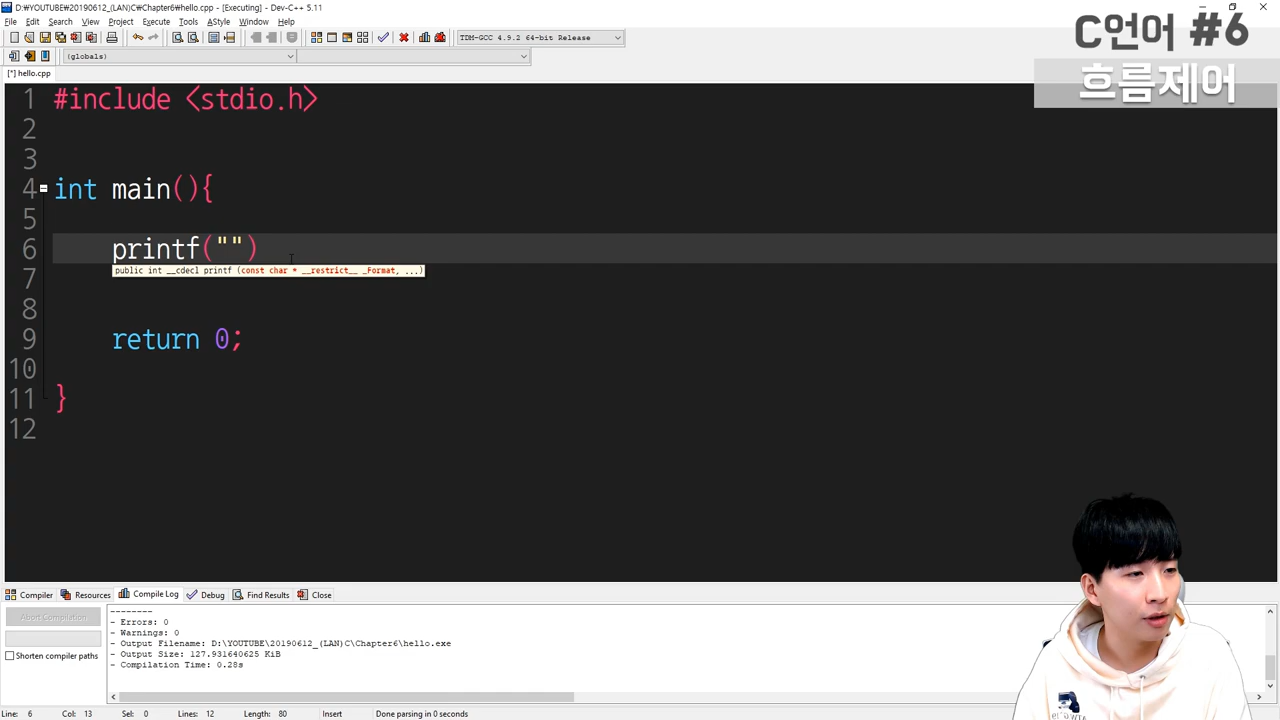 D:₩YOUTUBE₩20190612_(LAN)C₩Chapter6₩hello.cpp - [Executing] - Dev-C++ 5.11
File Edit Search View Project Execute Tools AStyle Window Help
TDM-GCC 4.9.2 64-bit Release
(globals)
[*] hello.cpp
C언어 #6
흐름제어
1 #include <stdio.h>
2
3
4 int main(){
5
6 printf("")
public int __cdecl printf (const char * __restrict__ _Format, ...)
7
8
9 return 0;
10
11 }
12
Compiler Resources Compile Log Debug Find Results Close
Abort Compilation
Shorten compiler paths
--------
- Errors: 0
- Warnings: 0
- Output Filename: D:\YOUTUBE\20190612_(LAN)C\Chapter6\hello.exe
- Output Size: 127.931640625 KiB
- Compilation Time: 0.28s
Line: 6 Col: 13 Sel: 0 Lines: 12 Length: 80 Insert Done parsing in 0 seconds